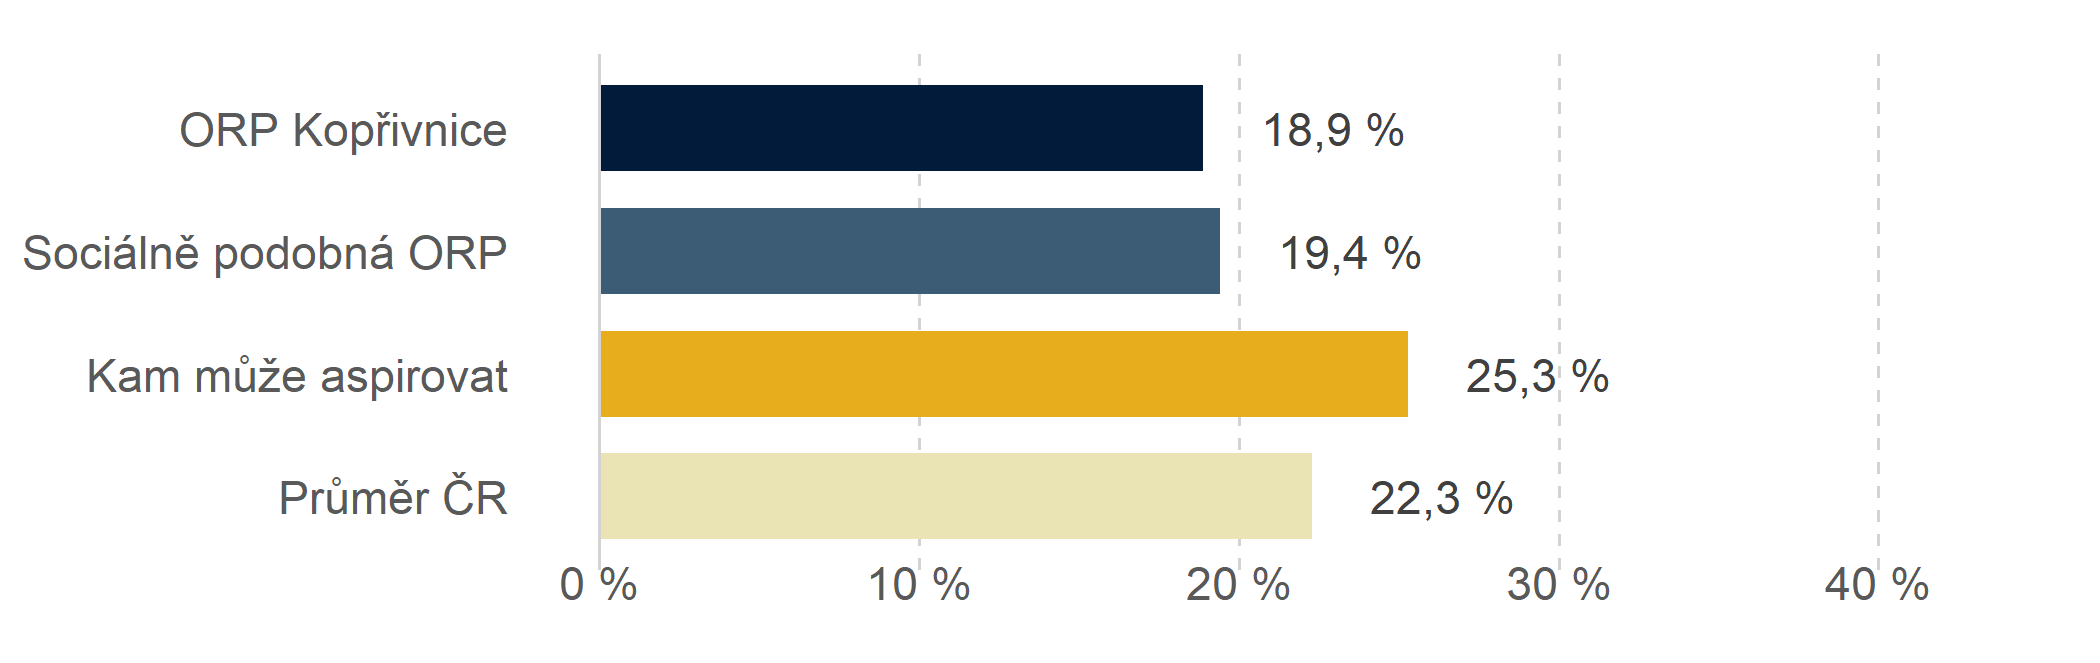 ORP Kopřivnice 18,9 %
Sociálně podobná ORP 19,4 %
Kam může aspirovat 25,3 %
Průměr ČR 22,3 %
0 % 10 % 20 % 30 % 40 %